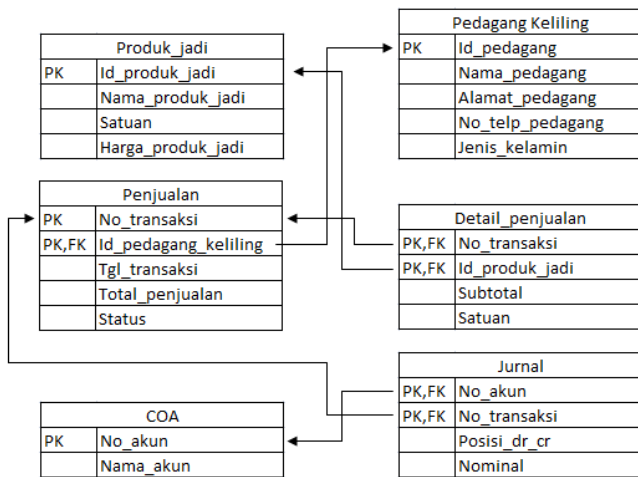 Produk_jadi
PK Id_produk_jadi
Nama_produk_jadi
Satuan
Harga_produk_jadi
Pedagang Keliling
PK Id_pedagang
Nama_pedagang
Alamat_pedagang
No_telp_pedagang
Jenis_kelamin
Penjualan
PK No_transaksi
PK,FK Id_pedagang_keliling
Tgl_transaksi
Total_penjualan
Status
Detail_penjualan
PK,FK No_transaksi
PK,FK Id_produk_jadi
Subtotal
Satuan
COA
PK No_akun
Nama_akun
Jurnal
PK,FK No_akun
PK,FK No_transaksi
Posisi_dr_cr
Nominal